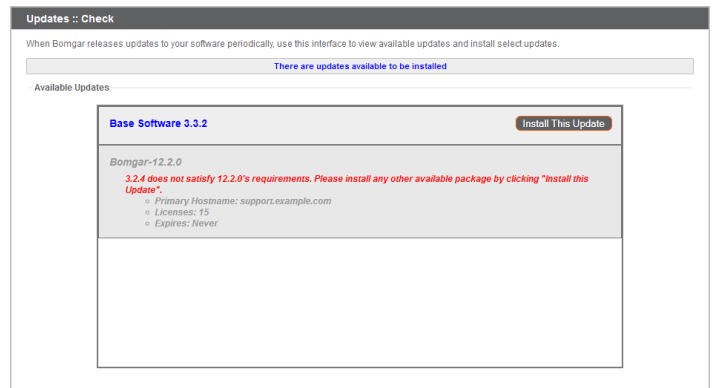 Updates :: Check
When Bomgar releases updates to your software periodically, use this interface to view available updates and install select updates.
There are updates available to be installed
Available Updates
Base Software 3.3.2
Install This Update
Bomgar-12.2.0
3.2.4 does not satisfy 12.2.0's requirements. Please install any other available package by clicking "Install this
Update".
Primary Hostname: support.example.com
Licenses: 15
Expires: Never